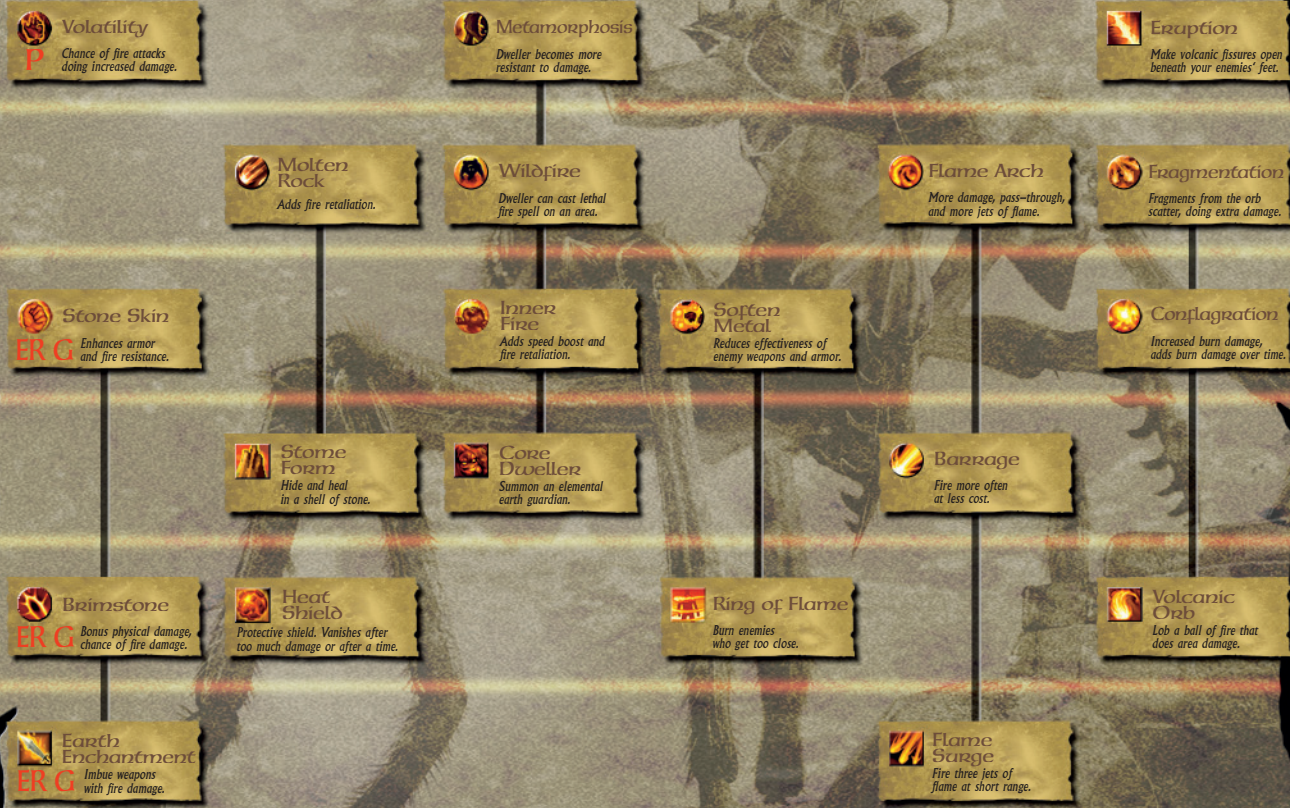 Volatility
P
Chance of fire attacks
doing increased damage.
Metamorphosis
Dweller becomes more
resistant to damage.
Eruption
Make volcanic fissures open
beneath your enemies' feet.
Molten
Rock
Adds fire retaliation.
Wildfire
Dweller can cast lethal
fire spell on an area.
Flame Arch
More damage, pass-through,
and more jets of flame.
Fragmentation
Fragments from the orb
scatter, doing extra damage.
Stone Skin
ER G
Enhances armor
and fire resistance.
Inner
Fire
Adds speed boost and
fire retaliation.
Soften
Metal
Reduces effectiveness of
enemy weapons and armor.
Conflagration
Increased burn damage,
adds burn damage over time.
Stome
Form
Hide and heal
in a shell of stone.
Core
Dweller
Summon an elemental
earth guardian.
Barrage
Fire more often
at less cost.
Brimstone
ER G
Bonus physical damage,
chance of fire damage.
Heat
Shield
Protective shield. Vanishes after
too much damage or after a time.
Ring of Flame
Burn enemies
who get too close.
Volcanic
Orb
Lob a ball of fire that
does area damage.
Earth
Enchantment
ER G
Imbue weapons
with fire damage.
Flame
Surge
Fire three jets of
flame at short range.